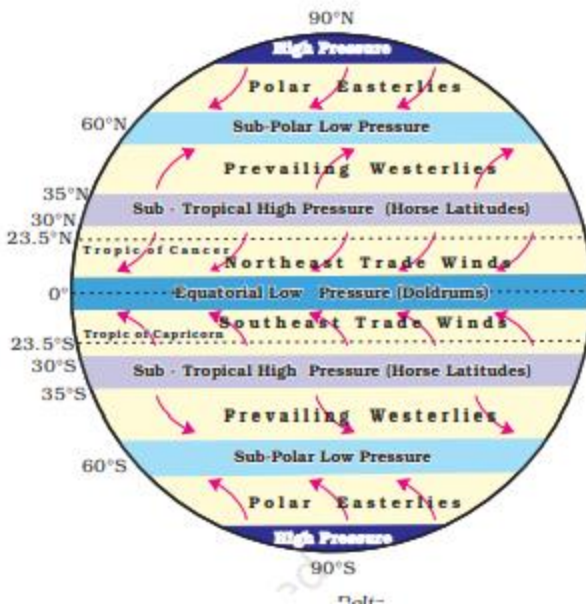 90°N
High Pressure
Polar Easterlies
60°N
Sub-Polar Low Pressure
Prevailing Westerlies
35°N
Sub - Tropical High Pressure (Horse Latitudes)
30°N
23.5°N
Tropic of Cancer
Northeast Trade Winds
0°
Equatorial Low Pressure (Doldrums)
Southeast Trade Winds
Tropic of Capricorn
23.5°S
30°S
Sub - Tropical High Pressure (Horse Latitudes)
35°S
Prevailing Westerlies
60°S
Sub-Polar Low Pressure
Polar Easterlies
High Pressure
90°S